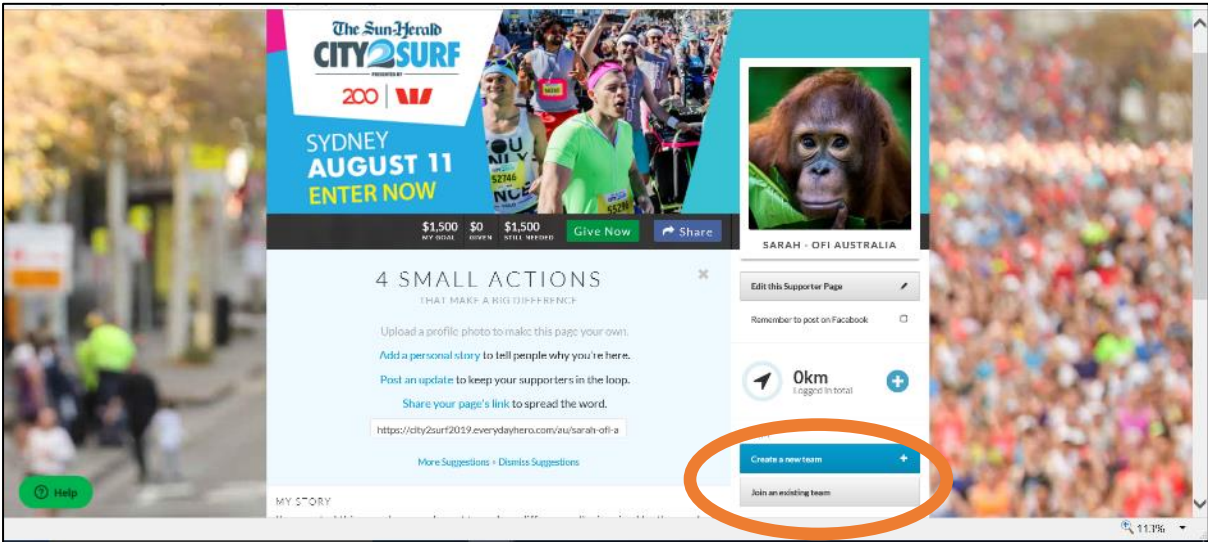 The Sun-Herald
CITY2SURF
PRESENTED BY
200
SYDNEY
AUGUST 11
ENTER NOW
YOU
ONLY
52746
$1,500 $0 $1,500
MY GOAL GIVEN STILL NEEDED
Give Now
Share
4 SMALL ACTIONS
THAT MAKE A BIG DIFFERENCE
Upload a profile photo to make this page your own.
Add a personal story to tell people why you're here.
Post an update to keep your supporters in the loop.
Share your page's link to spread the word.
https://city2surf2019.everydayhero.com/au/sarah-ofi-a
More Suggestions • Dismiss Suggestions
MY STORY
SARAH - OFI AUSTRALIA
Edit this Supporter Page
Remember to post on Facebook
0km
Logged in total
Create a new team
Join an existing team
Help
113%